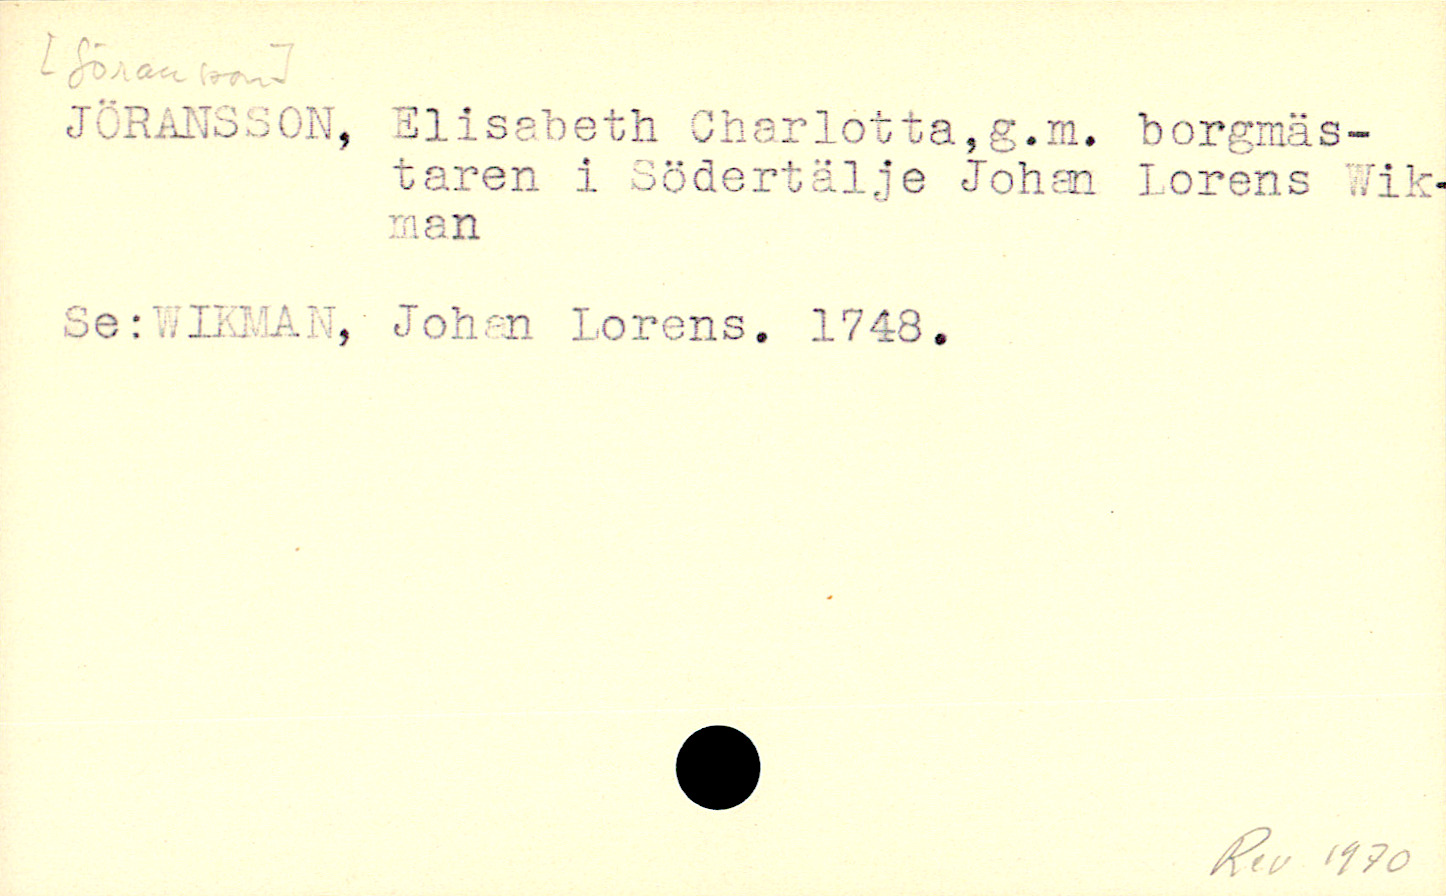 [Göransson]
JÖRANSSON, Elisabeth Charlotta,g.m. borgmäs-
taren i Södertälje Johan Lorens Wik-
man
Se:WIKMAN, Johan Lorens. 1748.
Rev 1970